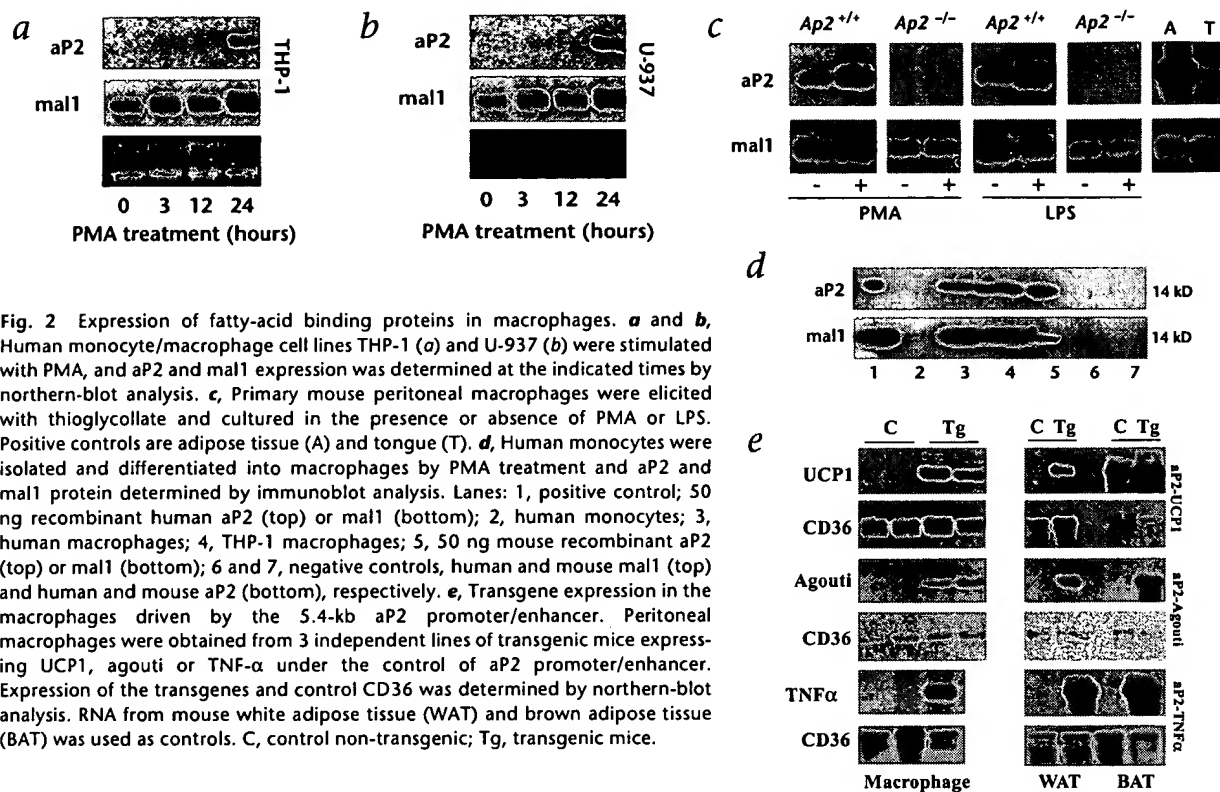 a
aP2
mal1
THP-1
0 3 12 24
PMA treatment (hours)
b
aP2
mal1
U-937
0 3 12 24
PMA treatment (hours)
c
Ap2 +/+ Ap2 −/− Ap2 +/+ Ap2 −/− A T
aP2
mal1
- + - + - + - +
PMA LPS
d
aP2 14 kD
mal1 14 kD
1 2 3 4 5 6 7
Fig. 2 Expression of fatty-acid binding proteins in macrophages. a and b,
Human monocyte/macrophage cell lines THP-1 (a) and U-937 (b) were stimulated
with PMA, and aP2 and mal1 expression was determined at the indicated times by
northern-blot analysis. c, Primary mouse peritoneal macrophages were elicited
with thioglycollate and cultured in the presence or absence of PMA or LPS.
Positive controls are adipose tissue (A) and tongue (T). d, Human monocytes were
isolated and differentiated into macrophages by PMA treatment and aP2 and
mal1 protein determined by immunoblot analysis. Lanes: 1, positive control; 50
ng recombinant human aP2 (top) or mal1 (bottom); 2, human monocytes; 3,
human macrophages; 4, THP-1 macrophages; 5, 50 ng mouse recombinant aP2
(top) or mal1 (bottom); 6 and 7, negative controls, human and mouse mal1 (top)
and human and mouse aP2 (bottom), respectively. e, Transgene expression in the
macrophages driven by the 5.4-kb aP2 promoter/enhancer. Peritoneal
macrophages were obtained from 3 independent lines of transgenic mice express-
ing UCP1, agouti or TNF-α under the control of aP2 promoter/enhancer.
Expression of the transgenes and control CD36 was determined by northern-blot
analysis. RNA from mouse white adipose tissue (WAT) and brown adipose tissue
(BAT) was used as controls. C, control non-transgenic; Tg, transgenic mice.
e
C Tg C Tg C Tg
UCP1
CD36
aP2-UCP1
Agouti
CD36
aP2-Agouti
TNFα
CD36
aP2-TNFα
Macrophage WAT BAT